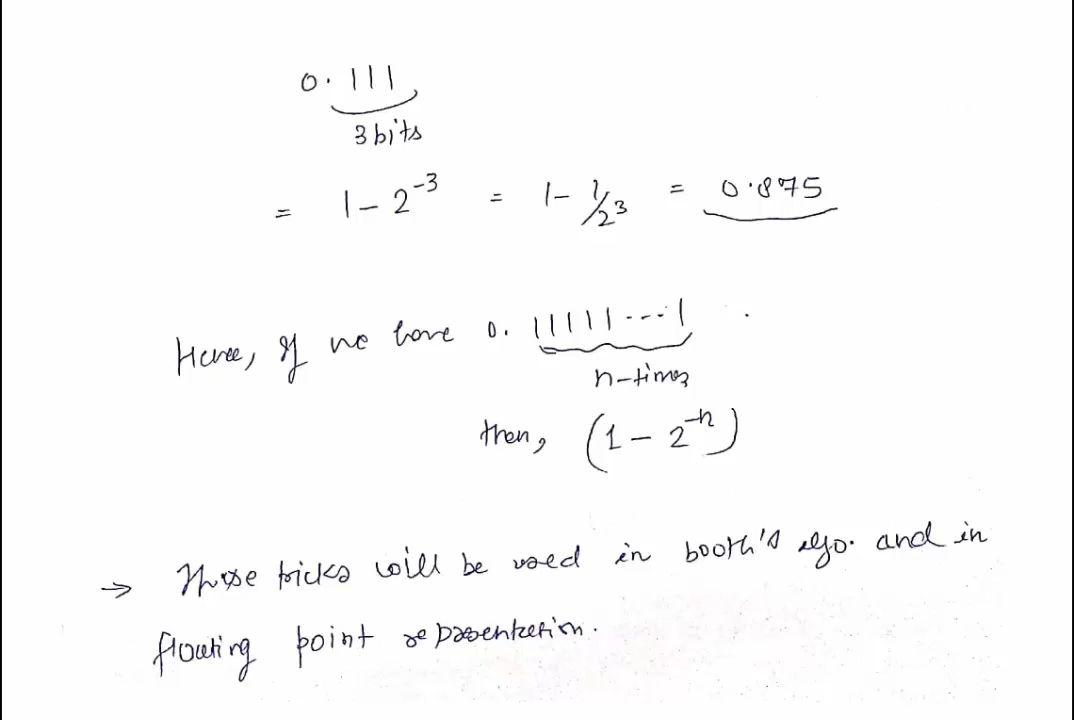 0.111
3 bits
= 1 - 2^-3 = 1 - 1/2^3 = 0.875
Hence, if we have 0. 11111---1
n-times
then, (1 - 2^-n)
→ These tricks will be used in booth's algo. and in
floating point representation.